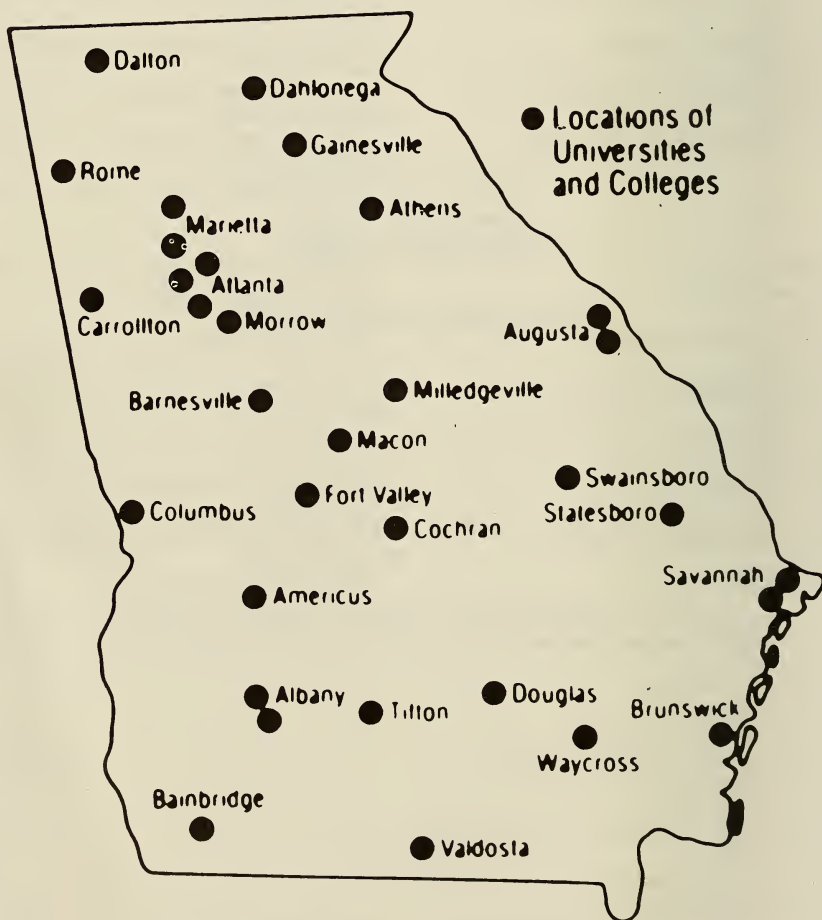 Dalton
Dahlonega
Locations of
Universities
and Colleges
Gainesville
Rome
Athens
Marietta
Atlanta
Carrollton
Morrow
Augusta
Barnesville
Milledgeville
Macon
Swainsboro
Fort Valley
Columbus
Statesboro
Cochran
Savannah
Americus
Albany
Tifton
Douglas
Brunswick
Waycross
Bainbridge
Valdosta